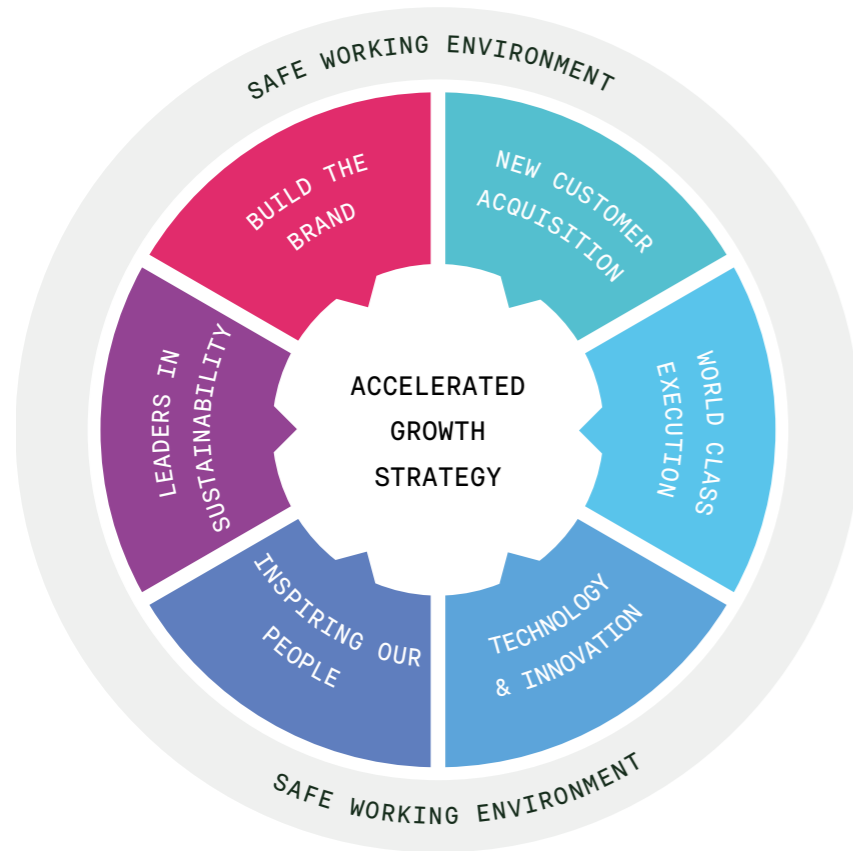 SAFE WORKING ENVIRONMENT
BUILD THE
BRAND
NEW CUSTOMER
ACQUISITION
LEADERS IN
SUSTAINABILITY
ACCELERATED
GROWTH
STRATEGY
WORLD CLASS
EXECUTION
INSPIRING OUR
PEOPLE
TECHNOLOGY
& INNOVATION
SAFE WORKING ENVIRONMENT